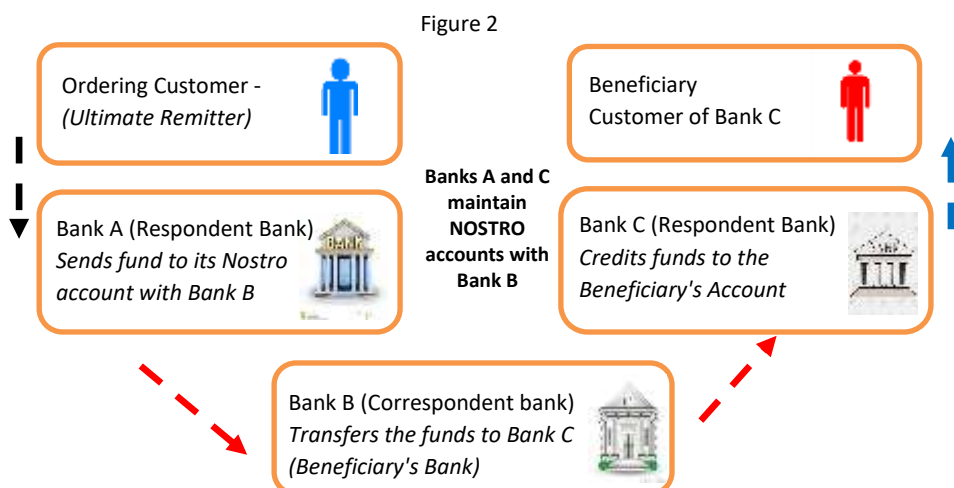 Figure 2
Ordering Customer -
(Ultimate Remitter)
Beneficiary
Customer of Bank C
Banks A and C
maintain
NOSTRO
accounts with
Bank B
Bank A (Respondent Bank)
Sends fund to its Nostro
account with Bank B
BANK
Bank C (Respondent Bank)
Credits funds to the
Beneficiary's Account
Bank B (Correspondent bank)
Transfers the funds to Bank C
(Beneficiary's Bank)